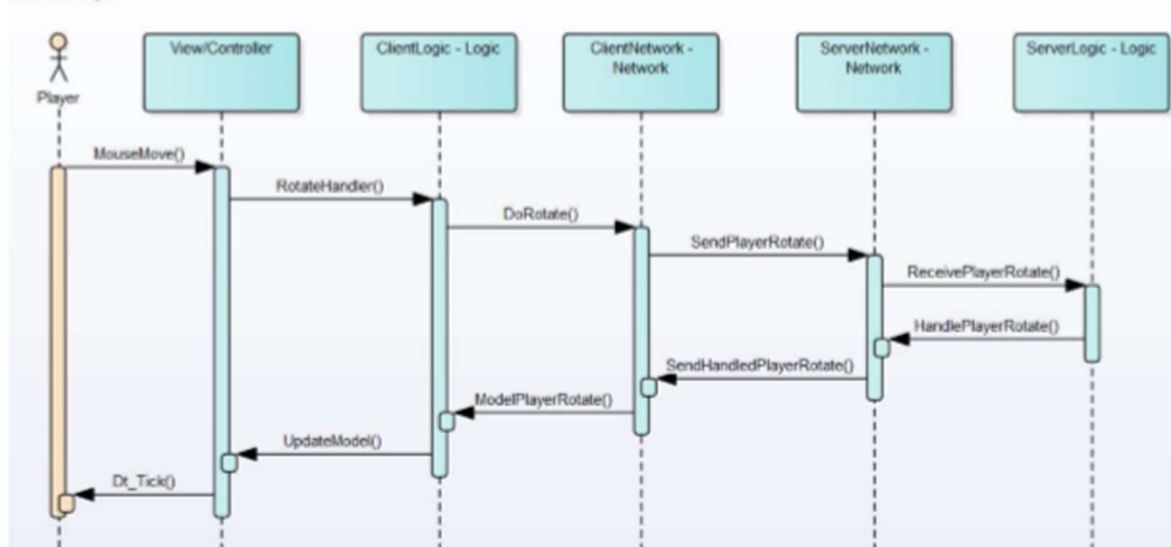 View/Controller
ClientLogic - Logic
ClientNetwork -
Network
ServerNetwork -
Network
ServerLogic - Logic
Player
MouseMove()
RotateHandler()
DoRotate()
SendPlayerRotate()
ReceivePlayerRotate()
HandlePlayerRotate()
SendHandledPlayerRotate()
ModelPlayerRotate()
UpdateModel()
Dt_Tick()